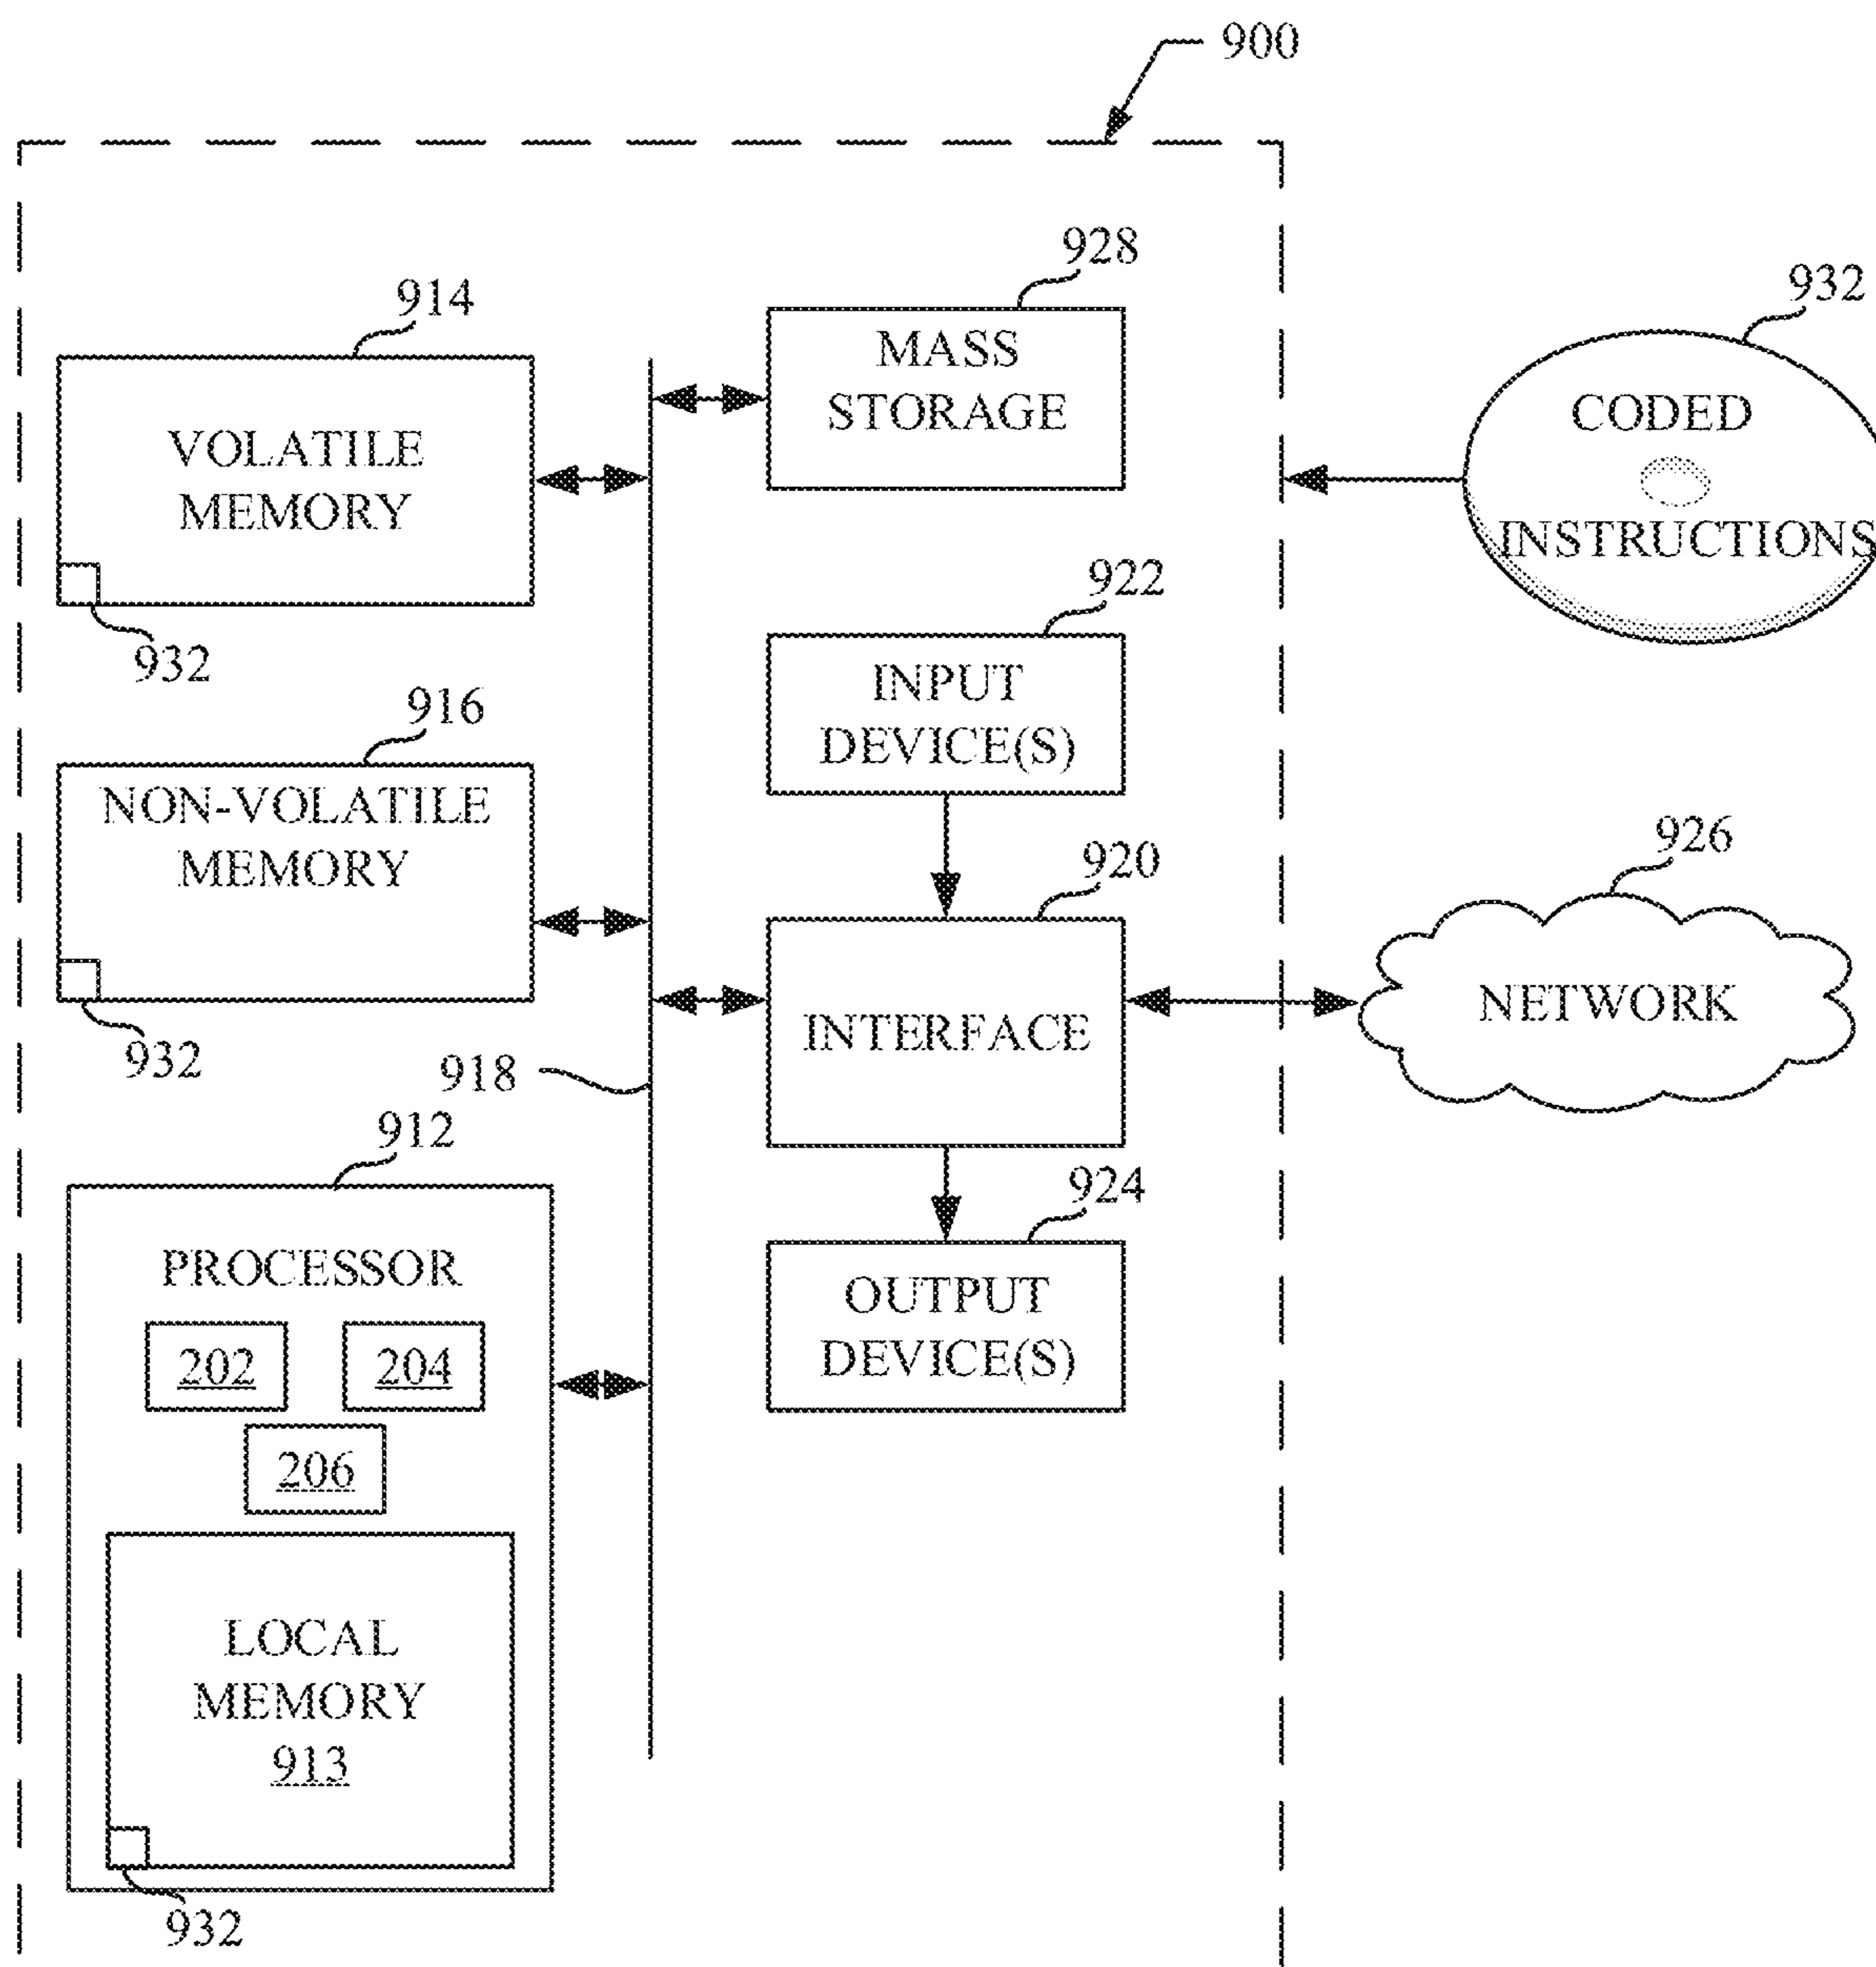 900
928
914
MASS
STORAGE
932
CODED
INSTRUCTIONS
VOLATILE
MEMORY
932
922
INPUT
DEVICE(S)
916
NON-VOLATILE
MEMORY
932
920
INTERFACE
926
NETWORK
918
912
PROCESSOR
202
204
206
LOCAL
MEMORY
913
932
924
OUTPUT
DEVICE(S)